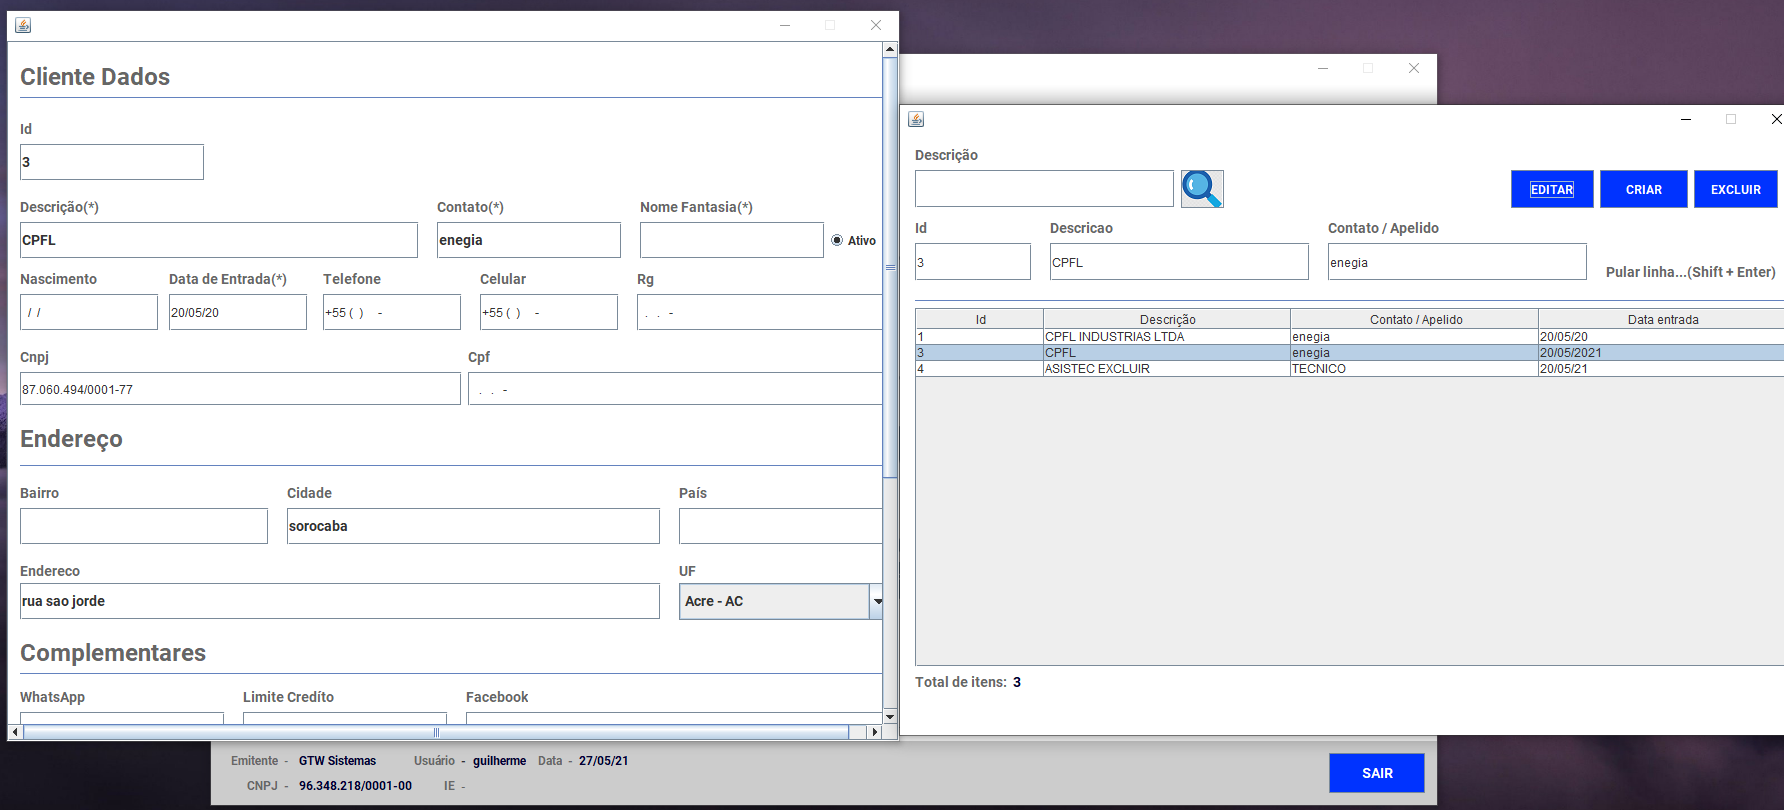 Cliente Dados
Id
3
Descrição(*) Contato(*) Nome Fantasia(*)
CPFL enegia Ativo
Nascimento Data de Entrada(*) Telefone Celular Rg
/ / 20/05/20 +55 ( ) - +55 ( ) - . . -
Cnpj Cpf
87.060.494/0001-77 . . -
Endereço
Bairro Cidade País
sorocaba
Endereco UF
rua sao jorde Acre - AC
Complementares
WhatsApp Limite Credíto Facebook
Descrição
EDITAR CRIAR EXCLUIR
Id Descricao Contato / Apelido
3 CPFL enegia Pular linha...(Shift + Enter)
Id Descrição Contato / Apelido Data entrada
1 CPFL INDUSTRIAS LTDA enegia 20/05/20
3 CPFL enegia 20/05/2021
4 ASISTEC EXCLUIR TECNICO 20/05/21
Total de itens: 3
Emitente - GTW Sistemas Usuário - guilherme Data - 27/05/21
CNPJ - 96.348.218/0001-00 IE -
SAIR